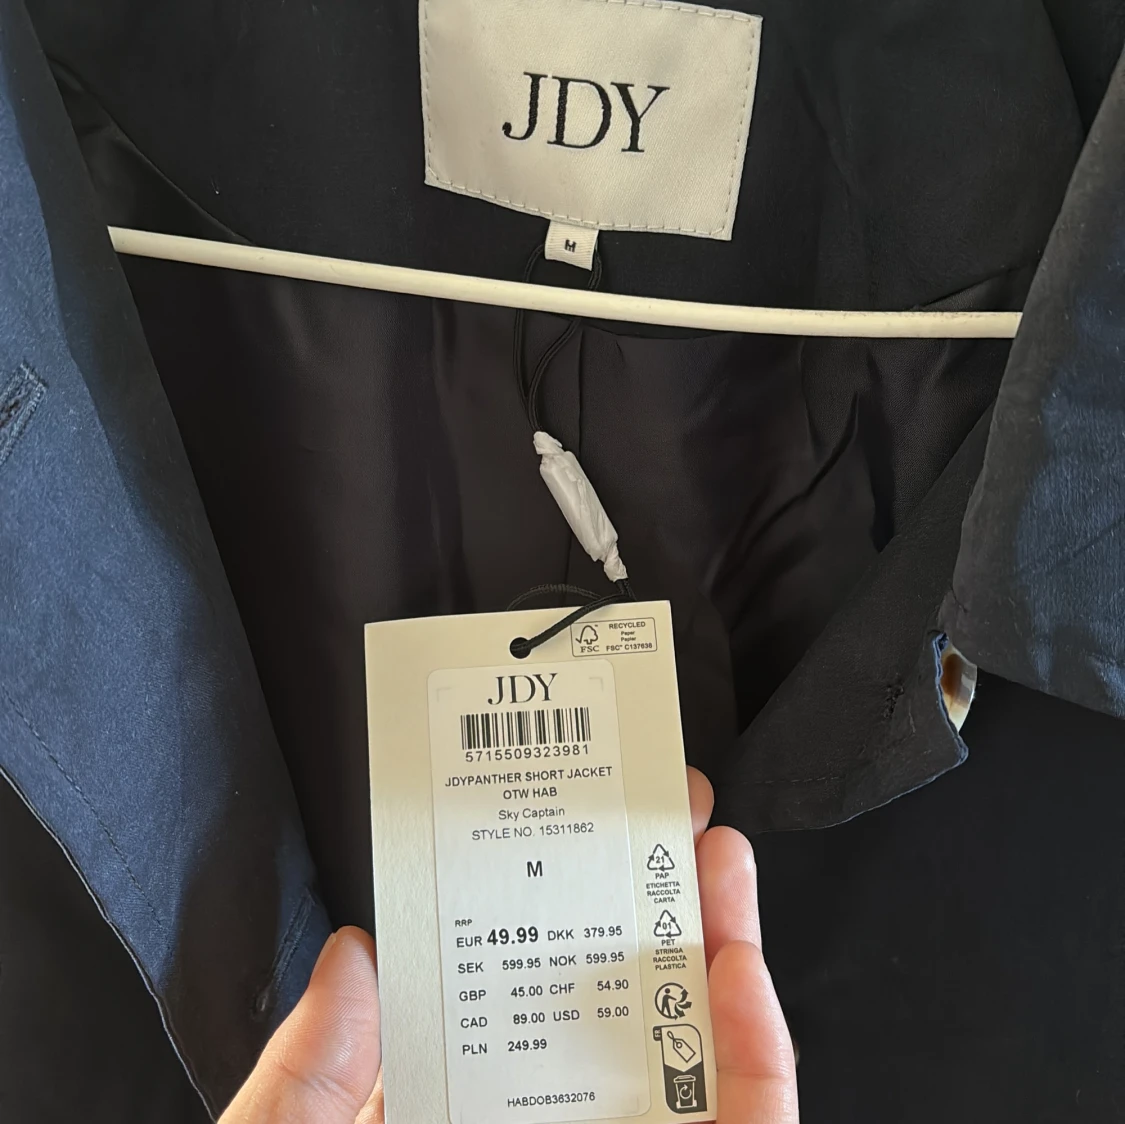 JDY
M
RECYCLED
Paper
Papier
FSC® C137638
FSC
JDY
5715509323981
JDYPANTHER SHORT JACKET
OTW HAB
Sky Captain
STYLE NO. 15311862
M
21
PAP
ETICHETTA
RACCOLTA
CARTA
RRP
EUR 49.99 DKK 379.95
SEK 599.95 NOK 599.95
GBP 45.00 CHF 54.90
CAD 89.00 USD 59.00
PLN 249.99
01
PET
STRINGA
RACCOLTA
PLASTICA
HABDOB3632076